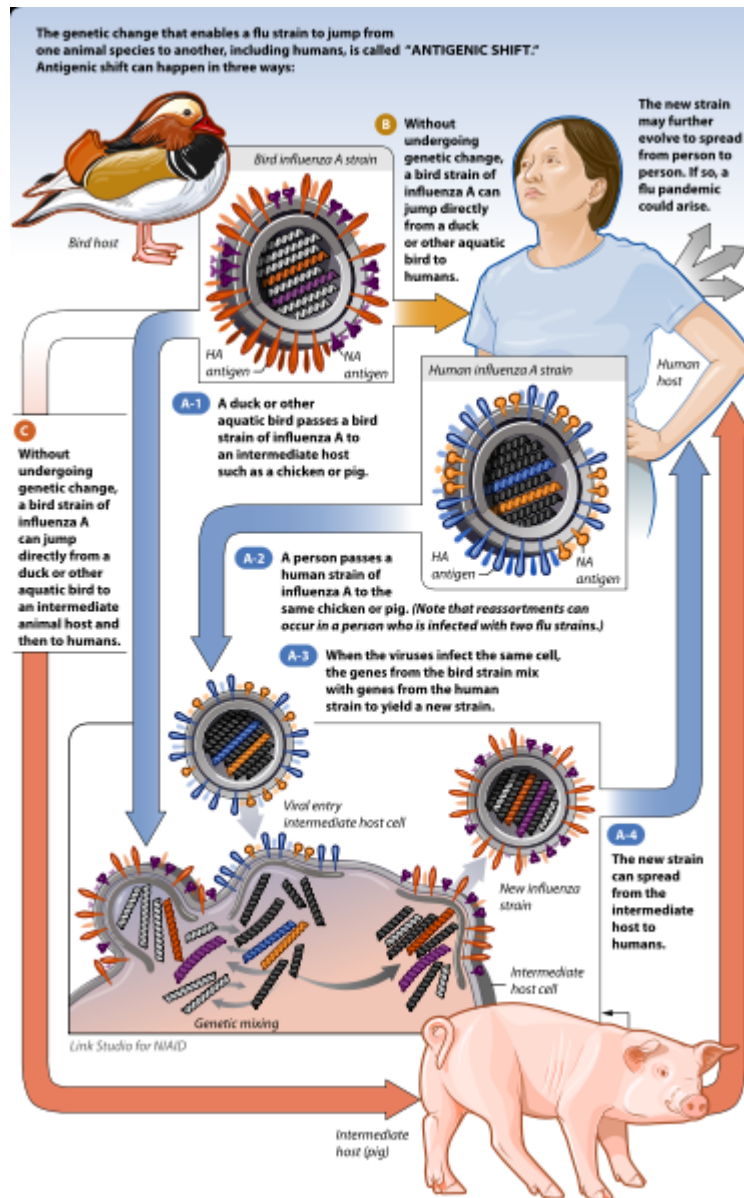 The genetic change that enables a flu strain to jump from
one animal species to another, including humans, is called “ANTIGENIC SHIFT.”
Antigenic shift can happen in three ways:
Bird host
Bird influenza A strain
HA
antigen
NA
antigen
B
Without
undergoing
genetic change,
a bird strain of
influenza A can
jump directly
from a duck
or other aquatic
bird to
humans.
The new strain
may further
evolve to spread
from person to
person. If so, a
flu pandemic
could arise.
Human
host
A-1
A duck or other
aquatic bird passes a bird
strain of influenza A to
an intermediate host
such as a chicken or pig.
Human influenza A strain
HA
antigen
NA
antigen
C
Without
undergoing
genetic change,
a bird strain of
influenza A
can jump
directly from a
duck or other
aquatic bird to
an intermediate
animal host and
then to humans.
A-2
A person passes a
human strain of
influenza A to the
same chicken or pig. (Note that reassortments can
occur in a person who is infected with two flu strains.)
A-3
When the viruses infect the same cell,
the genes from the bird strain mix
with genes from the human
strain to yield a new strain.
Viral entry
intermediate host cell
New influenza
strain
A-4
The new strain
can spread
from the
intermediate
host to
humans.
Genetic mixing
Intermediate
host cell
Link Studio for NIAID
Intermediate
host (pig)